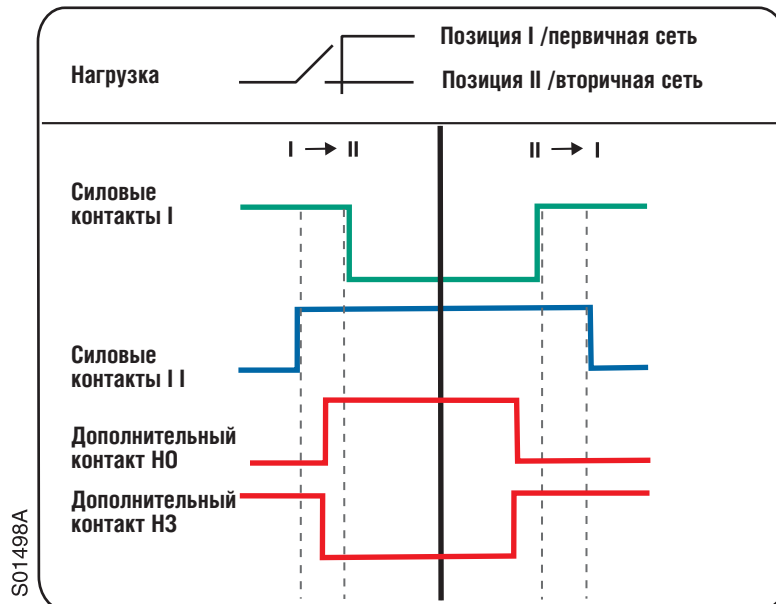 Позиция I /первичная сеть
Нагрузка
Позиция II /вторичная сеть
I → II
II → I
Силовые
контакты I
Силовые
контакты I I
Дополнительный
контакт НО
Дополнительный
контакт НЗ
S01498A